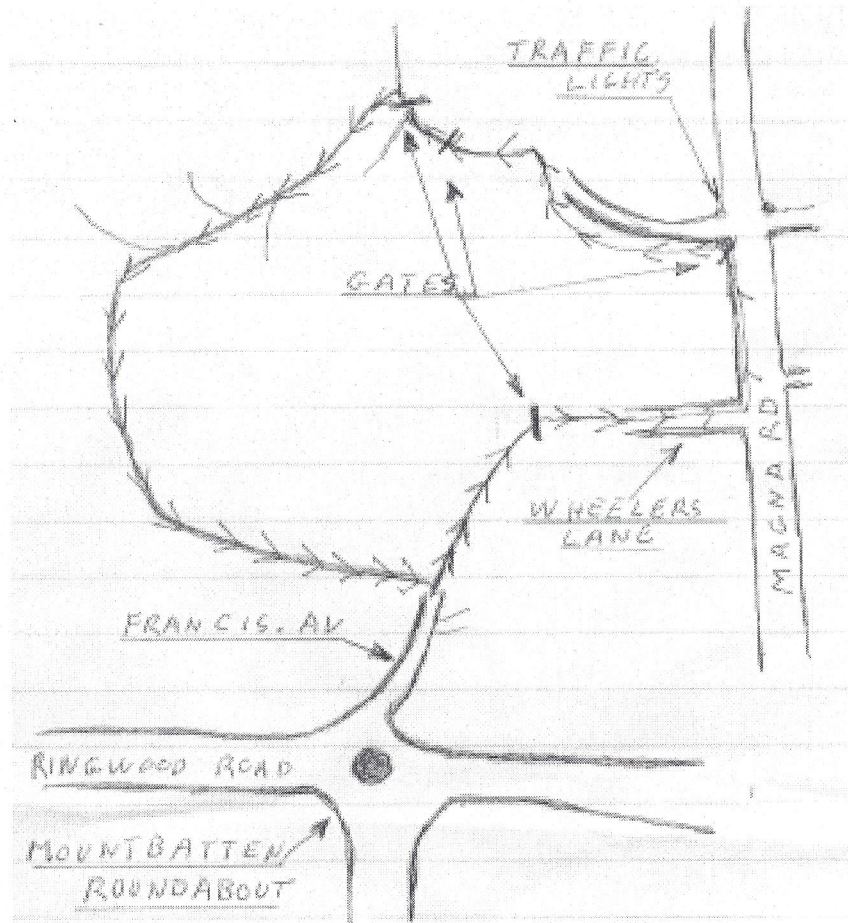 TRAFFIC
LIGHTS
GATES
WHEELERS
LANE
MAGNA RD
FRANCIS. AV
RINGWOOD ROAD
MOUNTBATTEN
ROUNDABOUT